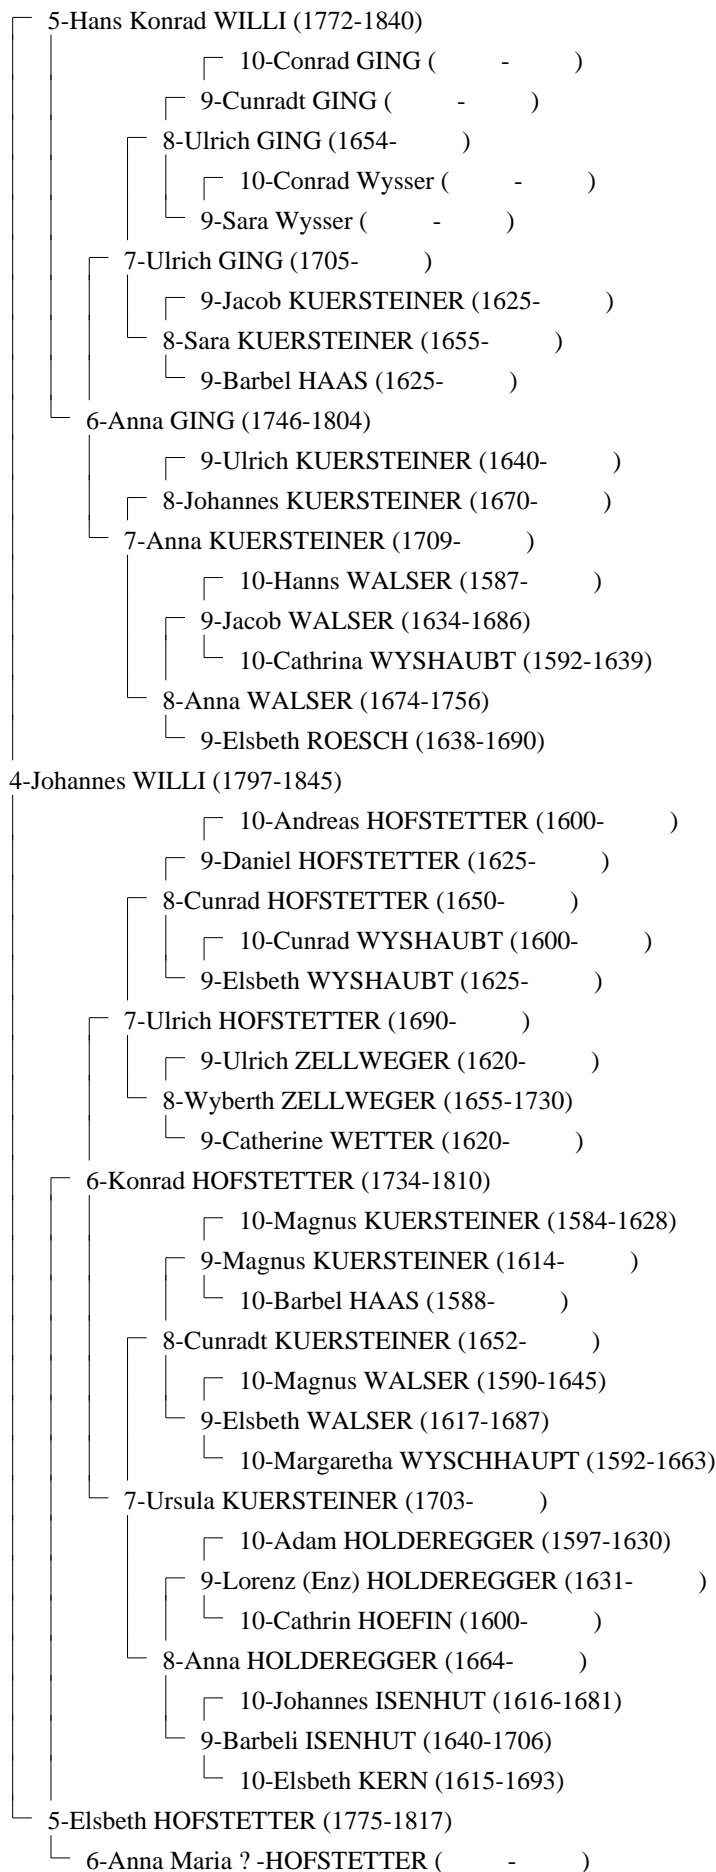 5-Hans Konrad WILLI (1772-1840)
10-Conrad GING ( - )
9-Cunradt GING ( - )
8-Ulrich GING (1654- )
10-Conrad Wysser ( - )
9-Sara Wysser ( - )
7-Ulrich GING (1705- )
9-Jacob KUERSTEINER (1625- )
8-Sara KUERSTEINER (1655- )
9-Barbel HAAS (1625- )
6-Anna GING (1746-1804)
9-Ulrich KUERSTEINER (1640- )
8-Johannes KUERSTEINER (1670- )
7-Anna KUERSTEINER (1709- )
10-Hanns WALSER (1587- )
9-Jacob WALSER (1634-1686)
10-Cathrina WYSHAUBT (1592-1639)
8-Anna WALSER (1674-1756)
9-Elsbeth ROESCH (1638-1690)
4-Johannes WILLI (1797-1845)
10-Andreas HOFSTETTER (1600- )
9-Daniel HOFSTETTER (1625- )
8-Cunrad HOFSTETTER (1650- )
10-Cunrad WYSHAUBT (1600- )
9-Elsbeth WYSHAUBT (1625- )
7-Ulrich HOFSTETTER (1690- )
9-Ulrich ZELLWEGER (1620- )
8-Wyberth ZELLWEGER (1655-1730)
9-Catherine WETTER (1620- )
6-Konrad HOFSTETTER (1734-1810)
10-Magnus KUERSTEINER (1584-1628)
9-Magnus KUERSTEINER (1614- )
10-Barbel HAAS (1588- )
8-Cunradt KUERSTEINER (1652- )
10-Magnus WALSER (1590-1645)
9-Elsbeth WALSER (1617-1687)
10-Margaretha WYSCHHAUPT (1592-1663)
7-Ursula KUERSTEINER (1703- )
10-Adam HOLDEREGGER (1597-1630)
9-Lorenz (Enz) HOLDEREGGER (1631- )
10-Cathrin HOEFIN (1600- )
8-Anna HOLDEREGGER (1664- )
10-Johannes ISENHUT (1616-1681)
9-Barbeli ISENHUT (1640-1706)
10-Elsbeth KERN (1615-1693)
5-Elsbeth HOFSTETTER (1775-1817)
6-Anna Maria ? -HOFSTETTER ( - )